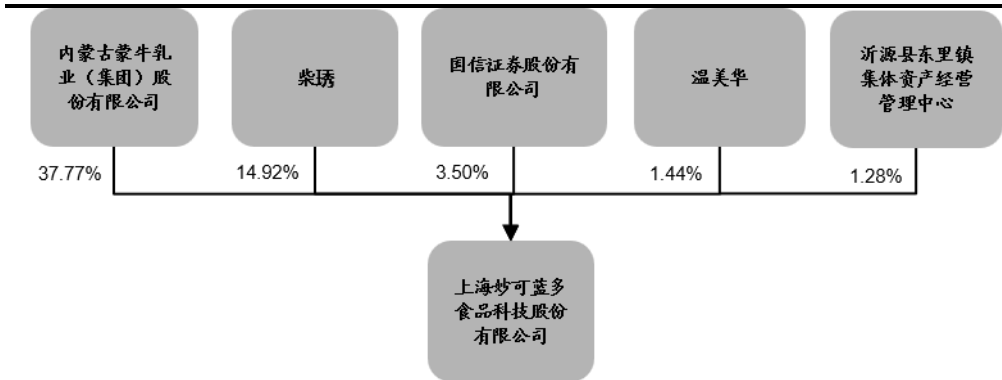 内蒙古蒙牛乳
业（集团）股
份有限公司
柴琇
国信证券股份有
限公司
温美华
沂源县东里镇
集体资产经营
管理中心
37.77%
14.92%
3.50%
1.44%
1.28%
上海妙可蓝多
食品科技股份
有限公司